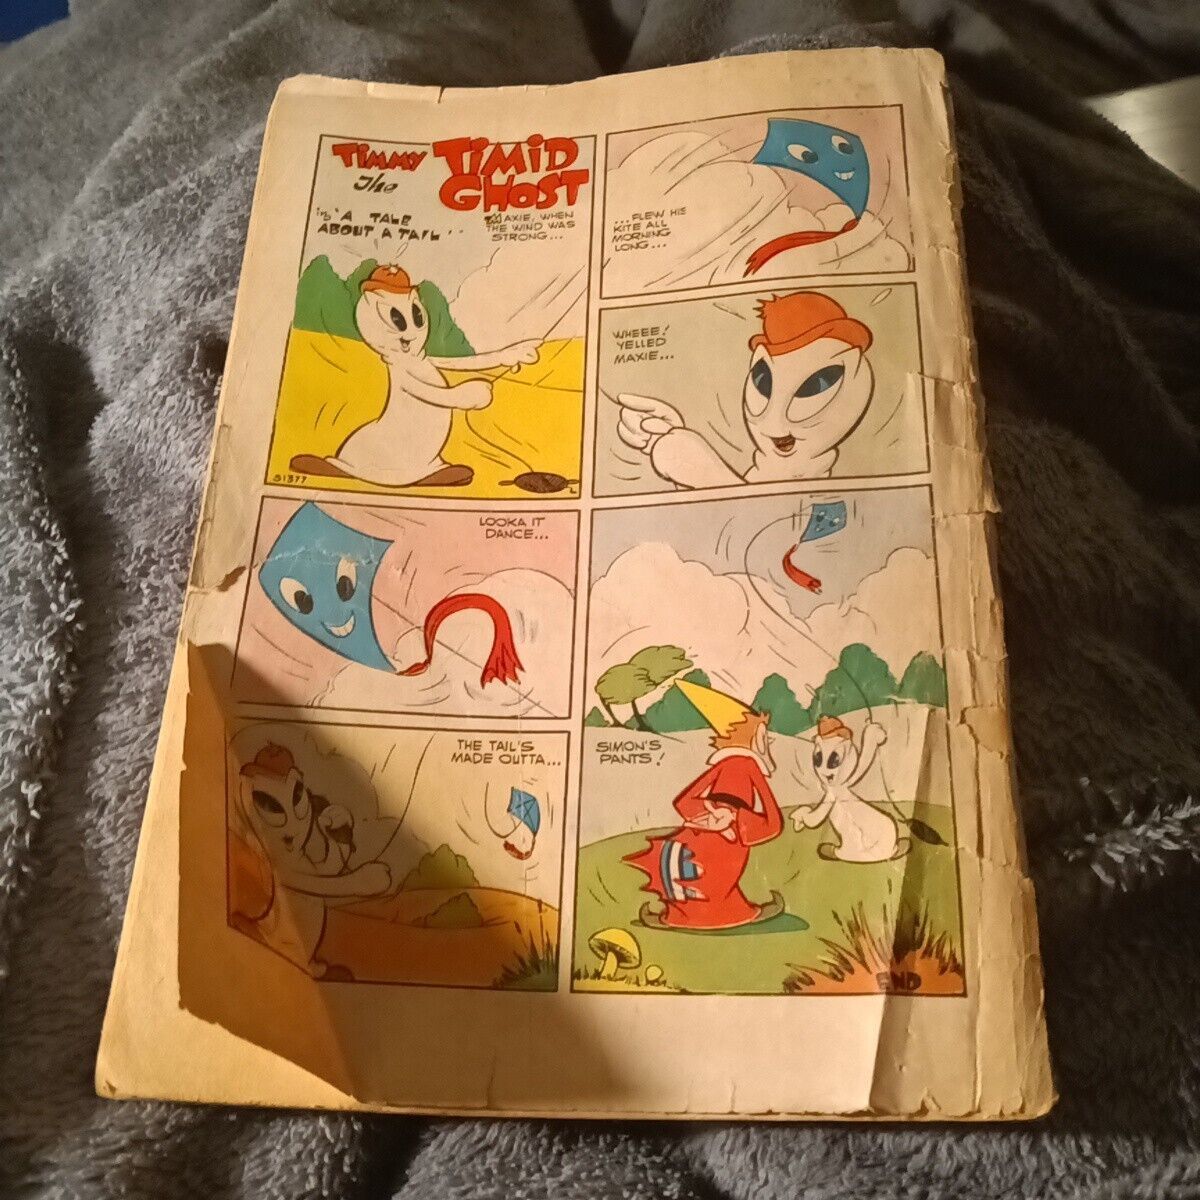 TIMMY TIMID
The GHOST
in "A TALE
ABOUT A TAIL"..
MAXIE, WHEN
THE WIND WAS
STRONG...
S1377
L
...FLEW HIS
KITE ALL
MORNING
LONG...
WHEEE!
YELLED
MAXIE...
LOOKA IT
DANCE...
THE TAIL'S
MADE OUTTA...
SIMON'S
PANTS!
END